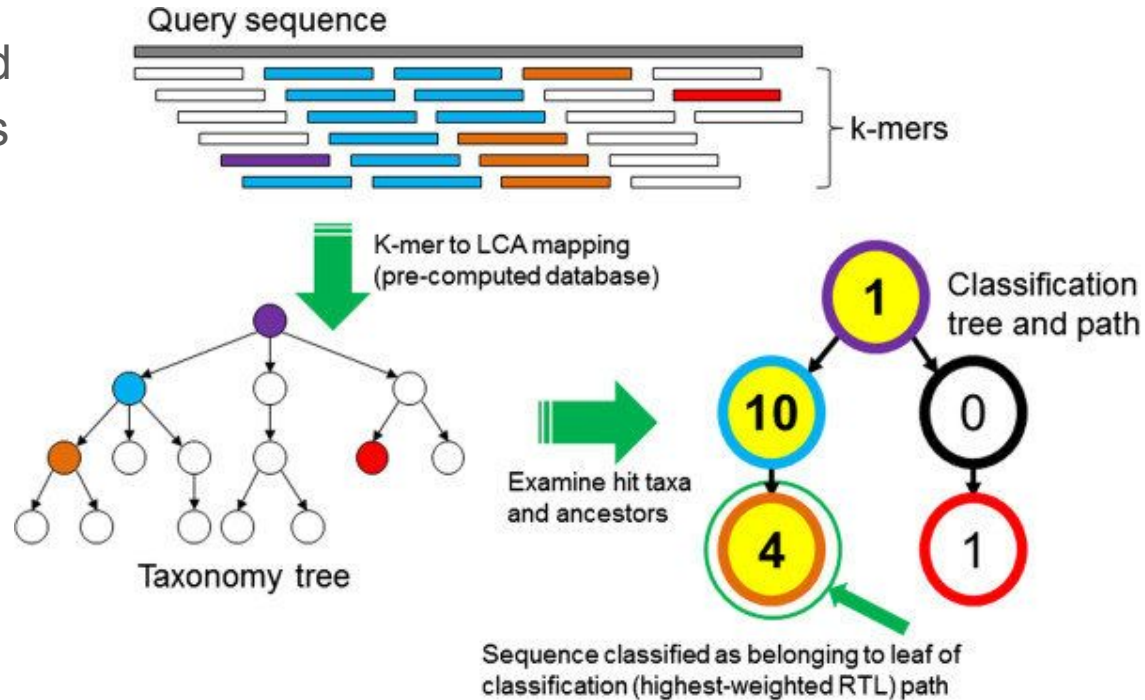 Query sequence
d
s
k-mers
K-mer to LCA mapping
(pre-computed database)
1
Classification
tree and path
10
0
Examine hit taxa
and ancestors
4
1
Taxonomy tree
Sequence classified as belonging to leaf of
classification (highest-weighted RTL) path